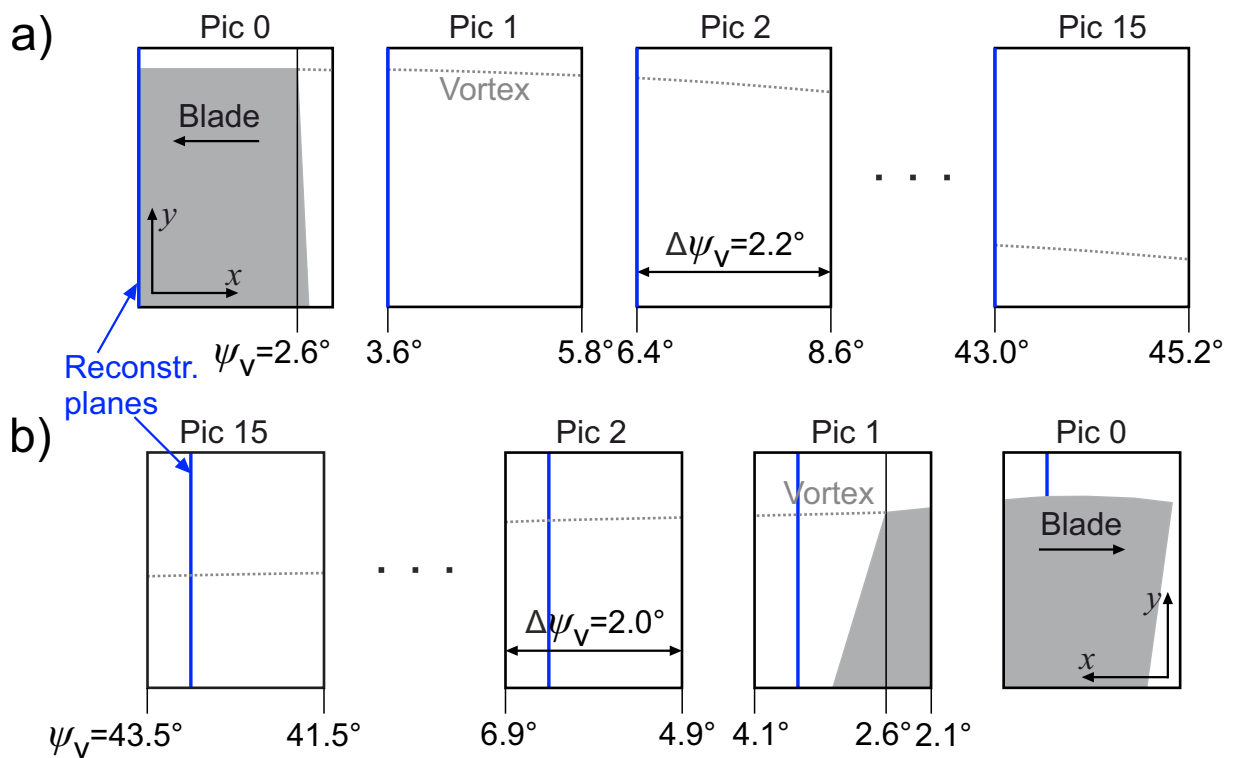 a)
Pic 0 Pic 1 Pic 2 Pic 15
Vortex
Blade
y
x
Δψv=2.2°
. . .
ψv=2.6° 3.6° 5.8° 6.4° 8.6° 43.0° 45.2°
Reconstr.
planes
b)
Pic 15 Pic 2 Pic 1 Pic 0
Vortex
Blade
. . .
Δψv=2.0°
y
x
ψv=43.5° 41.5° 6.9° 4.9° 4.1° 2.6° 2.1°